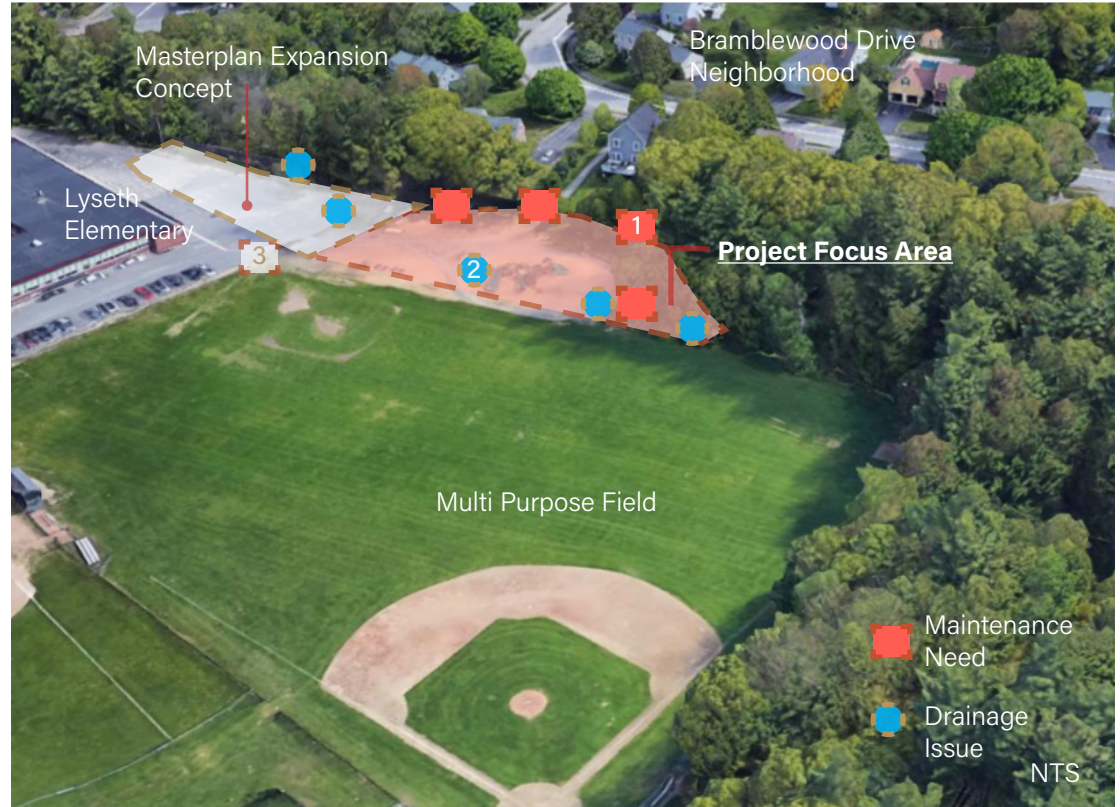 Masterplan Expansion
Concept
Bramblewood Drive
Neighborhood
Lyseth
Elementary
3
1
2
Project Focus Area
Multi Purpose Field
Maintenance
Need
Drainage
Issue
NTS